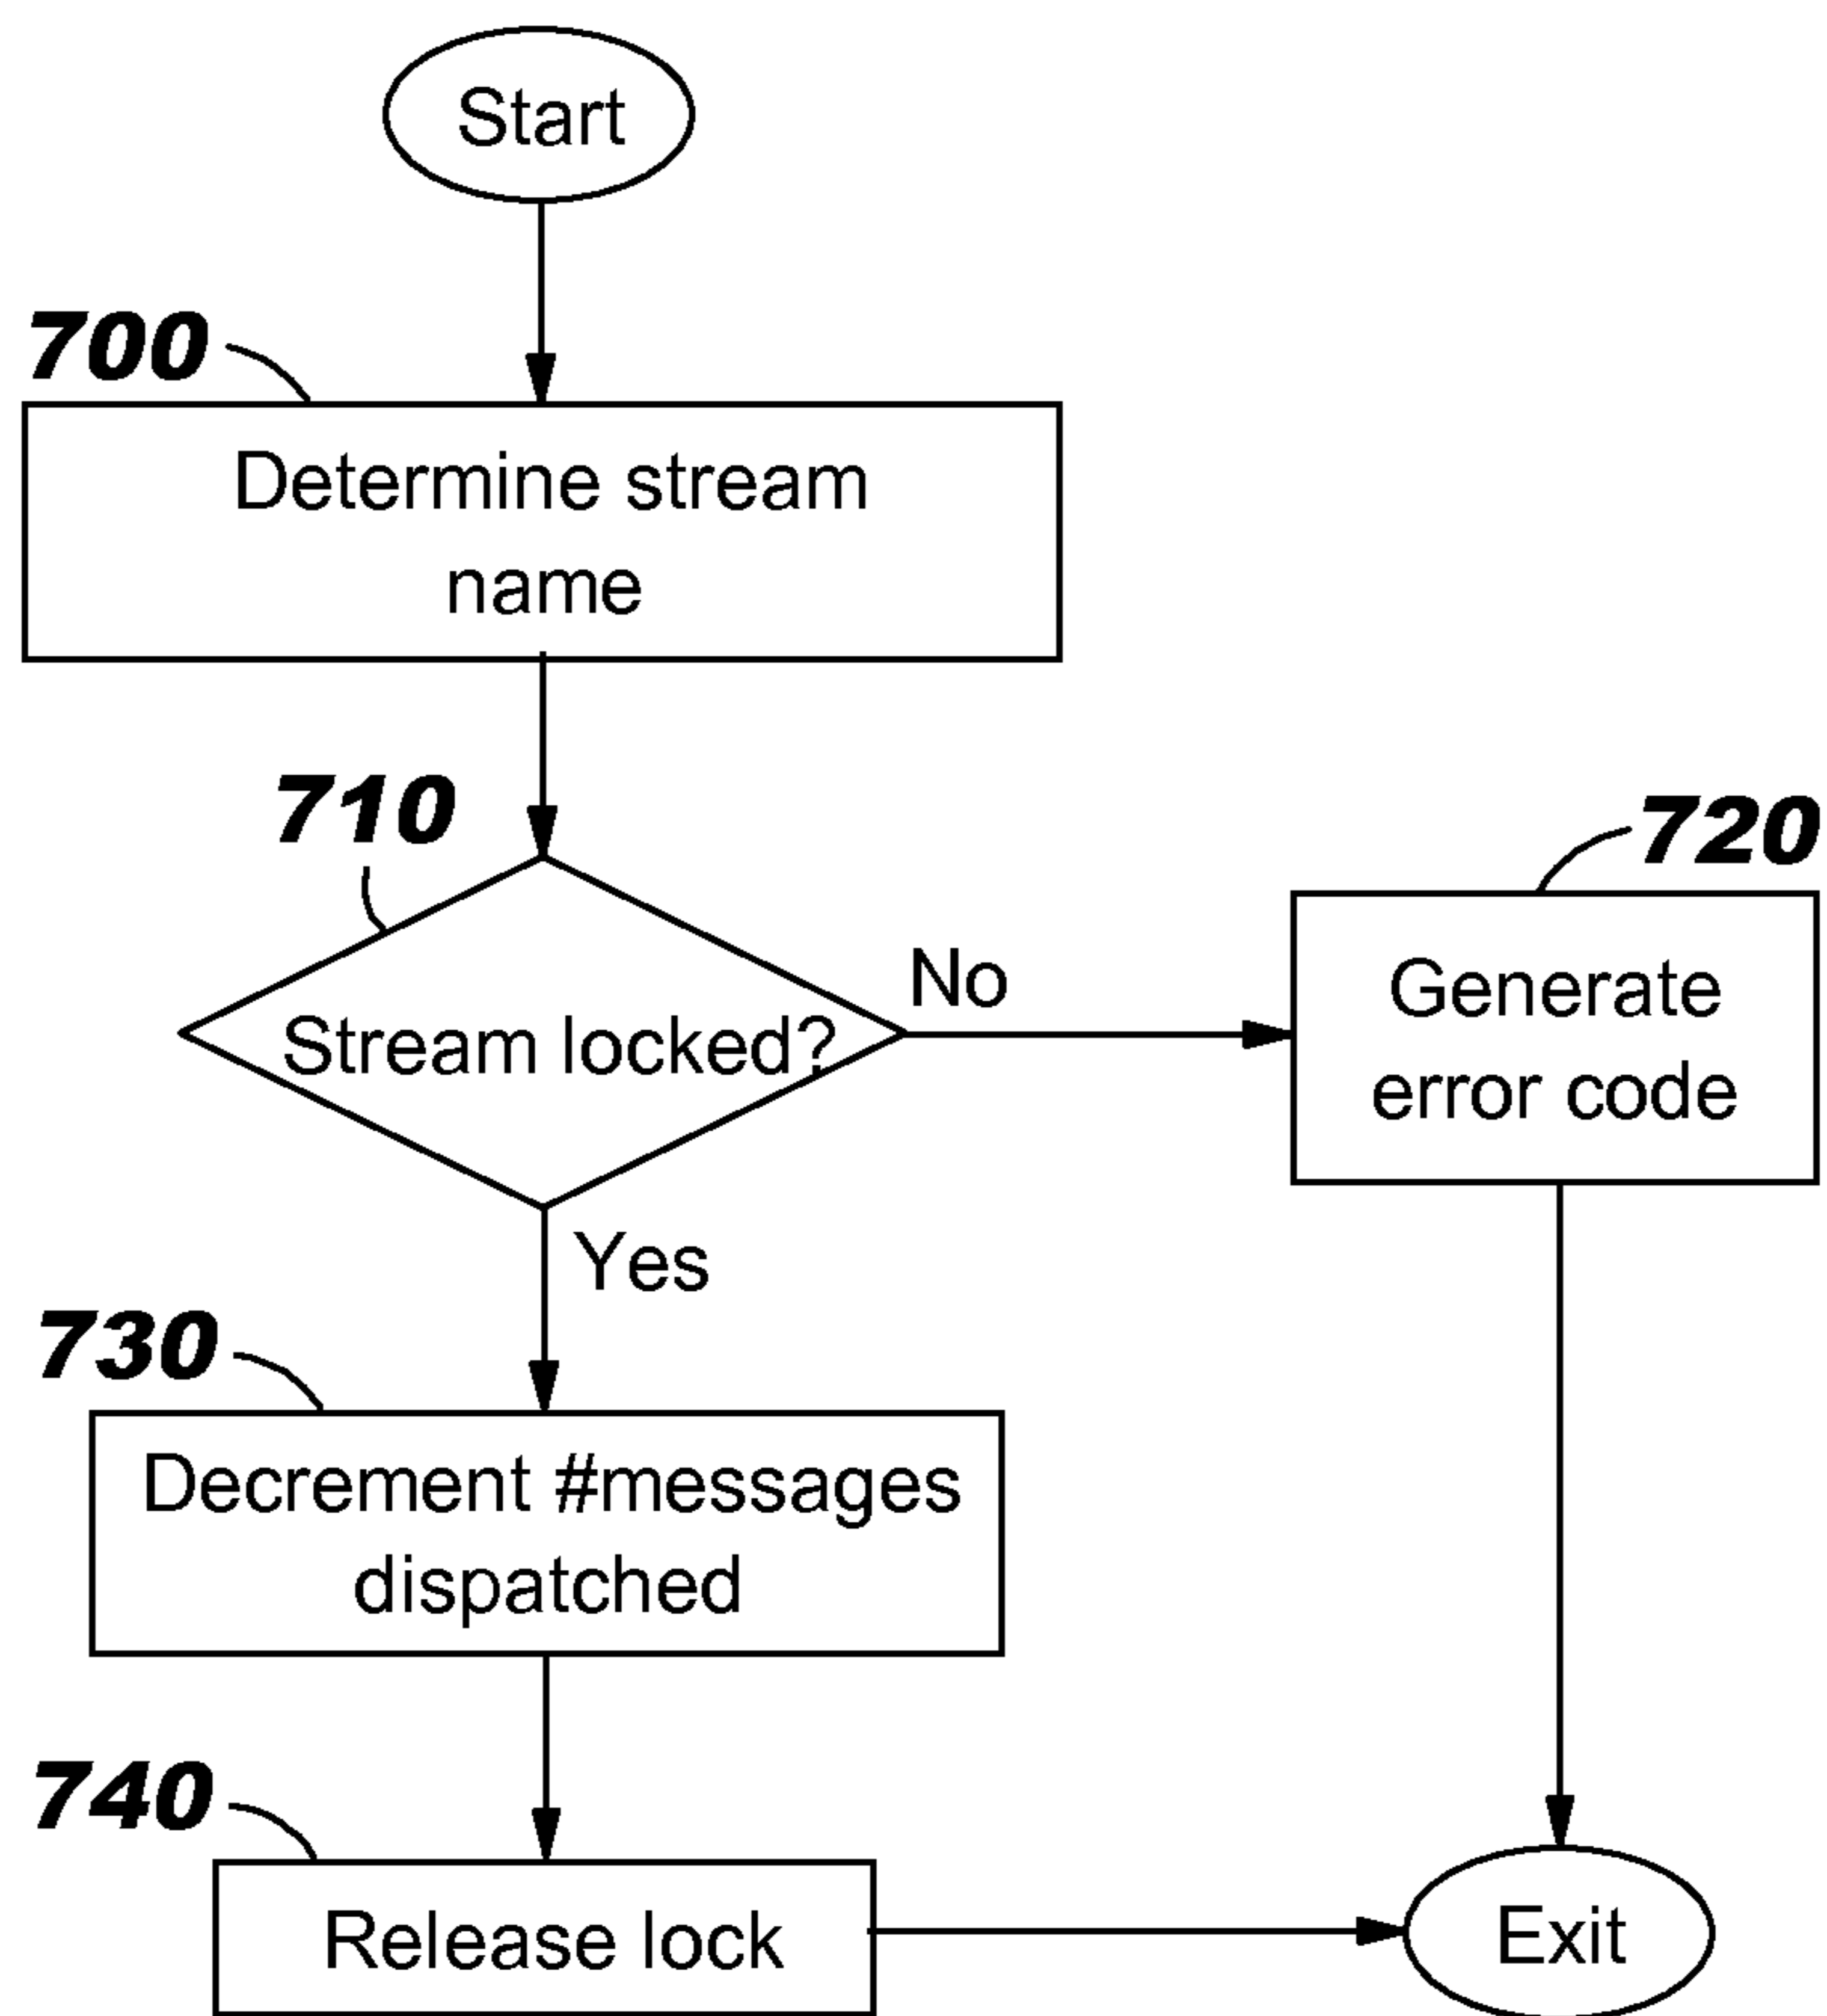 Start
700
Determine stream
name
710
720
No
Generate
Stream locked?
error code
Yes
730
Decrement #messages
dispatched
740
Release lock
Exit